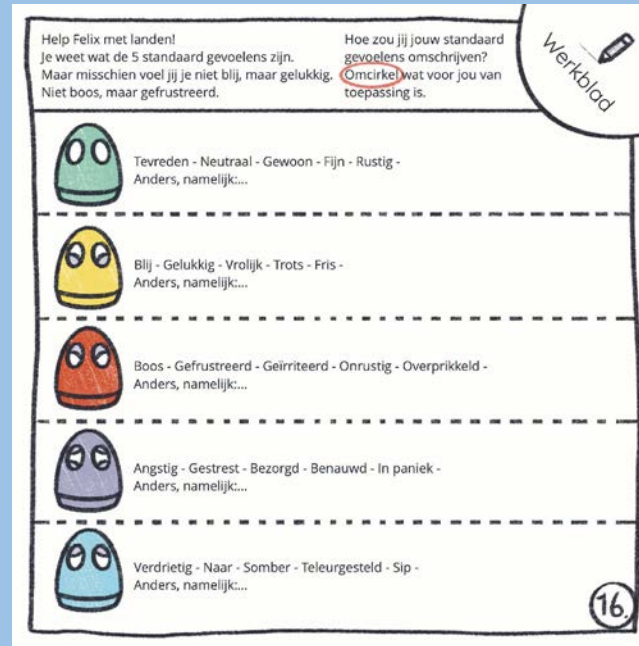 Help Felix met landen!
Je weet wat de 5 standaard gevoelens zijn.
Maar misschien voel jij je niet blij, maar gelukkig.
Niet boos, maar gefrustreerd.
Hoe zou jij jouw standaard
gevoelens omschrijven?
Omcirkel wat voor jou van
toepassing is.
Werkblad
Tevreden - Neutraal - Gewoon - Fijn - Rustig -
Anders, namelijk:...
Blij - Gelukkig - Vrolijk - Trots - Fris -
Anders, namelijk:...
Boos - Gefrustreerd - Geïrriteerd - Onrustig - Overprikkeld -
Anders, namelijk:...
Angstig - Gestrest - Bezorgd - Benauwd - In paniek -
Anders, namelijk:...
Verdrietig - Naar - Somber - Teleurgesteld - Sip -
Anders, namelijk:...
16.